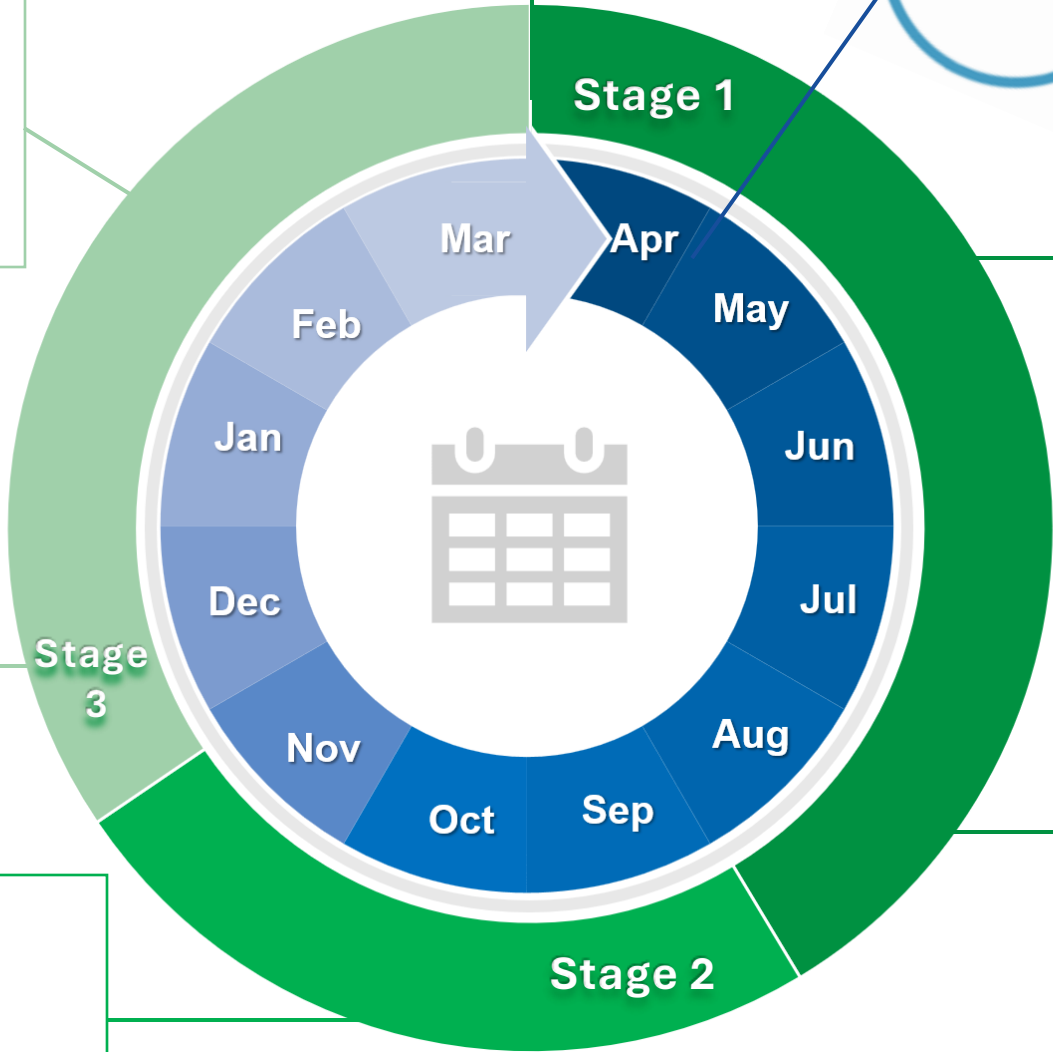 Stage 1
Mar
Apr
May
Feb
Jun
Jan
Jul
Dec
Stage
3
Aug
Nov
Sep
Oct
Stage 2